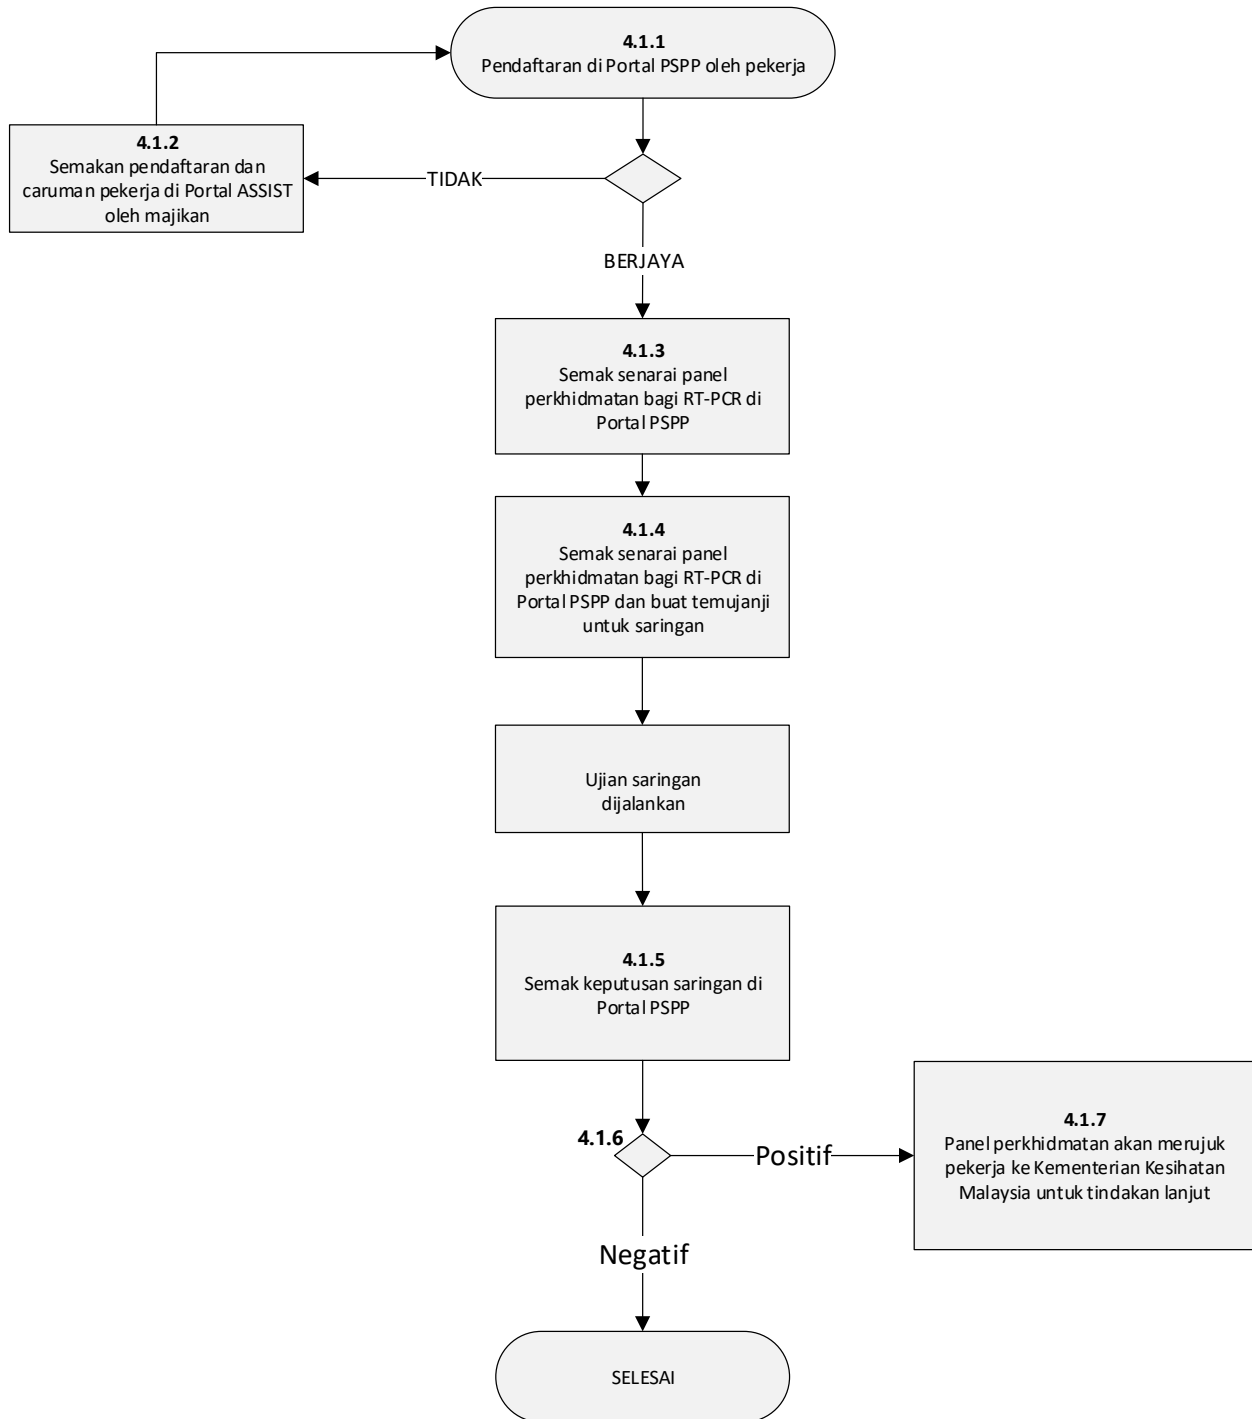 4.1.1
Pendaftaran di Portal PSPP oleh pekerja
4.1.2
Semakan pendaftaran dan
caruman pekerja di Portal ASSIST
oleh majikan
TIDAK
BERJAYA
4.1.3
Semak senarai panel
perkhidmatan bagi RT-PCR di
Portal PSPP
4.1.4
Semak senarai panel
perkhidmatan bagi RT-PCR di
Portal PSPP dan buat temujanji
untuk saringan
Ujian saringan
dijalankan
4.1.5
Semak keputusan saringan di
Portal PSPP
4.1.6
Positif
4.1.7
Panel perkhidmatan akan merujuk
pekerja ke Kementerian Kesihatan
Malaysia untuk tindakan lanjut
Negatif
SELESAI